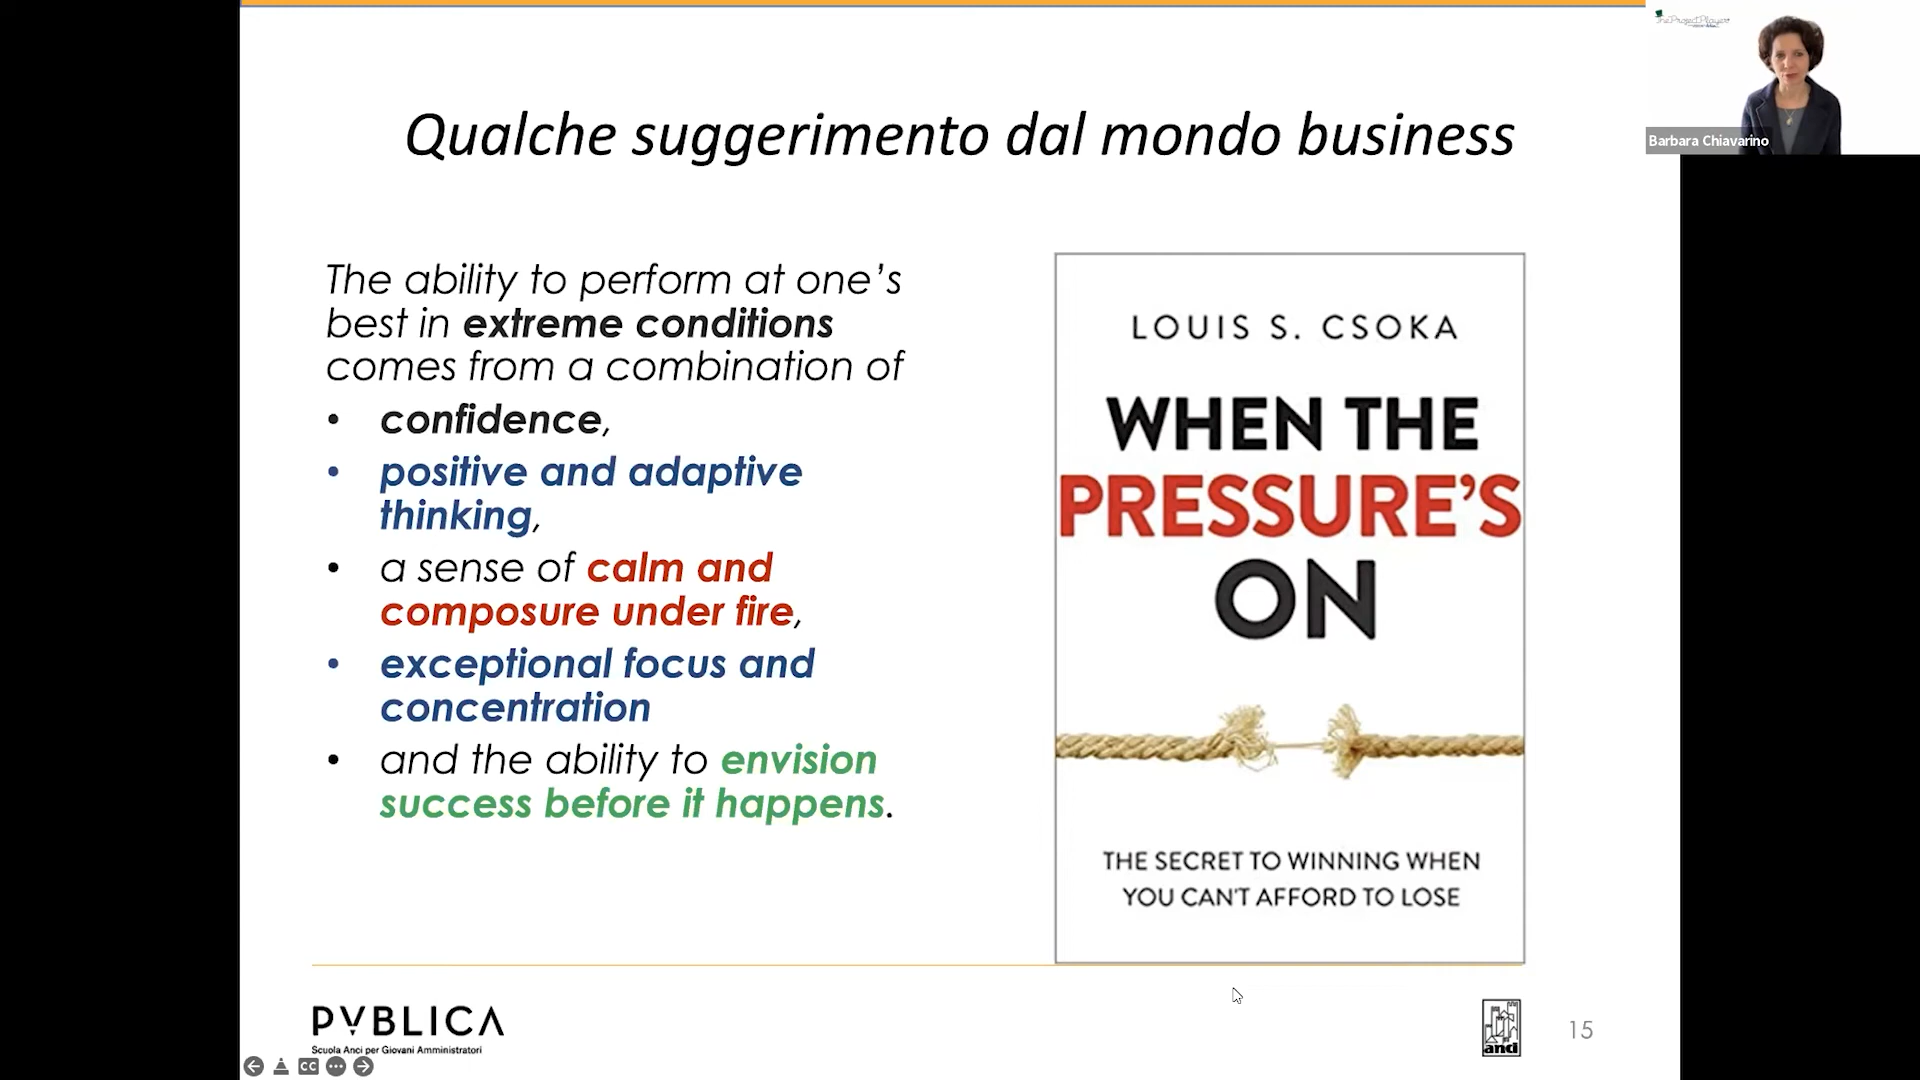 Qualche suggerimento dal mondo business
Barbara Chiavarino
The ability to perform at one’s
best in extreme conditions
comes from a combination of
• confidence,
• positive and adaptive
thinking,
• a sense of calm and
composure under fire,
• exceptional focus and
concentration
• and the ability to envision
success before it happens.
LOUIS S. CSOKA
WHEN THE
PRESSURE’S
ON
THE SECRET TO WINNING WHEN
YOU CAN'T AFFORD TO LOSE
PVBLICA
Scuola Anci per Giovani Amministratori
anci
15
CC